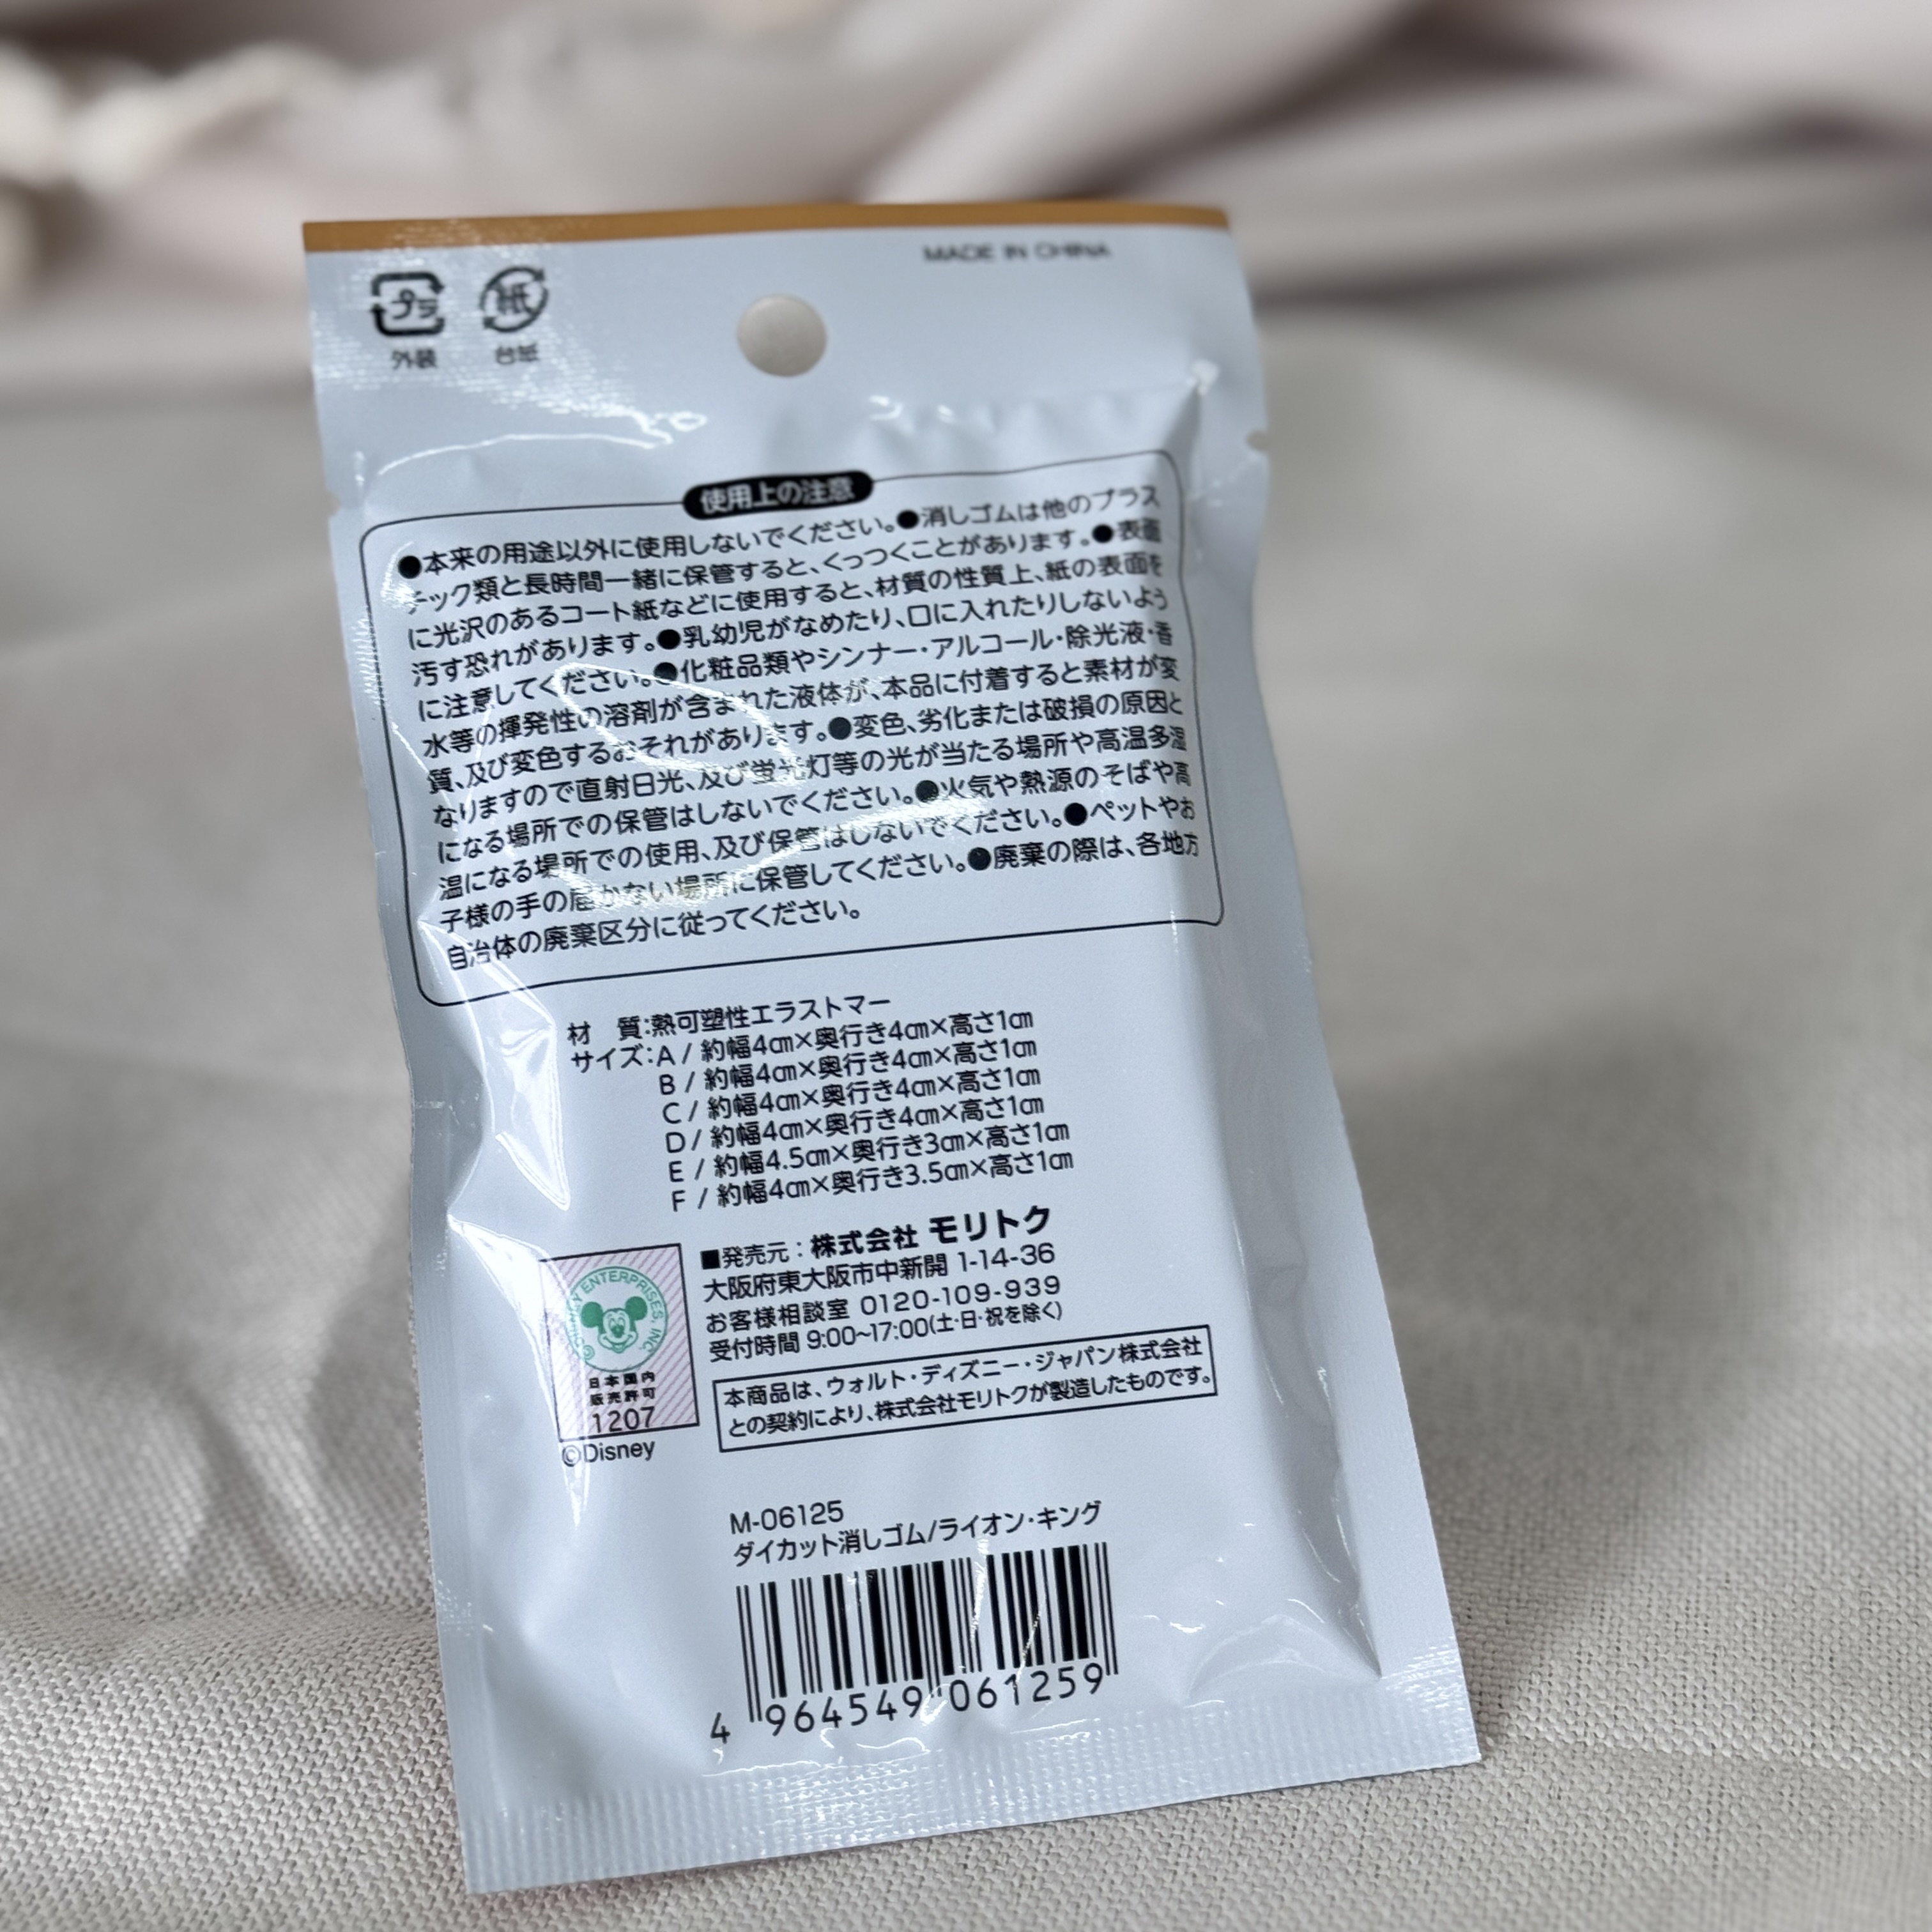 MADE IN CHINA
プラ 紙
外装 台紙
使用上の注意
●本来の用途以外に使用しないでください。●消しゴムは他のプラス
チック類と長時間一緒に保管すると、くっつくことがあります。●表面
に光沢のあるコート紙などに使用すると、材質の性質上、紙の表面を
汚す恐れがあります。●乳幼児がなめたり、口に入れたりしないよう
に注意してください。●化粧品類やシンナー・アルコール・除光液・香
水等の揮発性の溶剤が含まれた液体が、本品に付着すると素材が変
質、及び変色するおそれがあります。●変色、劣化または破損の原因と
なりますので直射日光、及び蛍光灯等の光が当たる場所や高温多湿
になる場所での保管はしないでください。●火気や熱源のそばや高
温になる場所での使用、及び保管はしないでください。●ペットやお
子様の手の届かない場所に保管してください。●廃棄の際は、各地方
自治体の廃棄区分に従ってください。
材　質:熱可塑性エラストマー
サイズ:A / 約幅4㎝×奥行き4㎝×高さ1㎝
B / 約幅4㎝×奥行き4㎝×高さ1㎝
C / 約幅4㎝×奥行き4㎝×高さ1㎝
D / 約幅4㎝×奥行き4㎝×高さ1㎝
E / 約幅4.5㎝×奥行き3㎝×高さ1㎝
F / 約幅4㎝×奥行き3.5㎝×高さ1㎝
■発売元：株式会社 モリトク
大阪府東大阪市中新開 1-14-36
お客様相談室 0120-109-939
受付時間 9:00~17:00(土・日・祝を除く)
©DISNEY ENTERPRISES, INC.
日本国内
販売許可
1207
©Disney
本商品は、ウォルト・ディズニー・ジャパン株式会社
との契約により、株式会社モリトクが製造したものです。
M-06125
ダイカット消しゴム/ライオン・キング
4 964549 061259